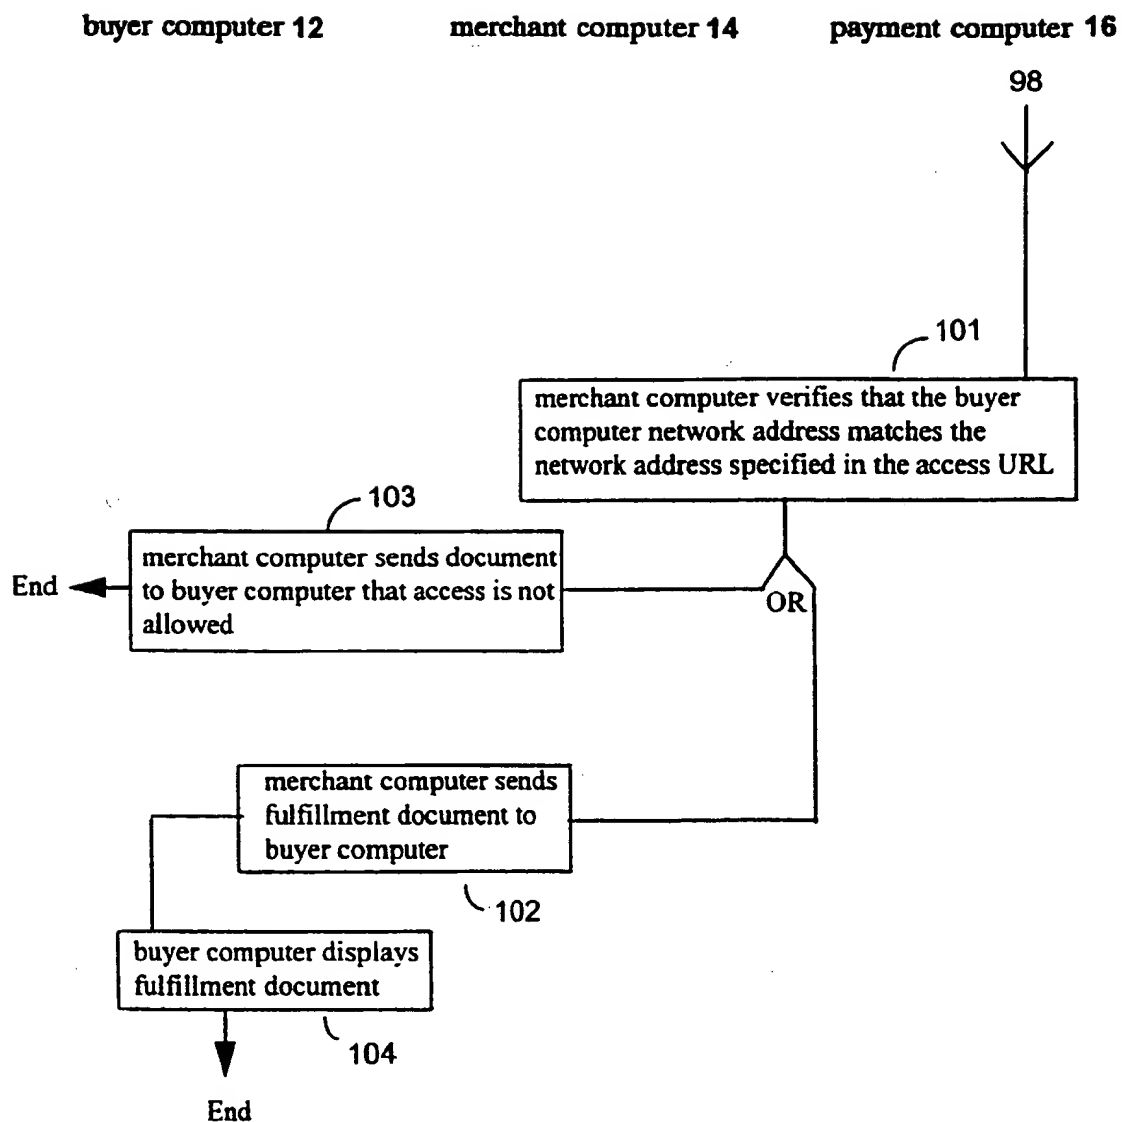 buyer computer 12
merchant computer 14
payment computer 16
98
101
merchant computer verifies that the buyer
computer network address matches the
network address specified in the access URL
103
merchant computer sends document
to buyer computer that access is not
allowed
End
OR
merchant computer sends
fulfillment document to
buyer computer
102
buyer computer displays
fulfillment document
104
End